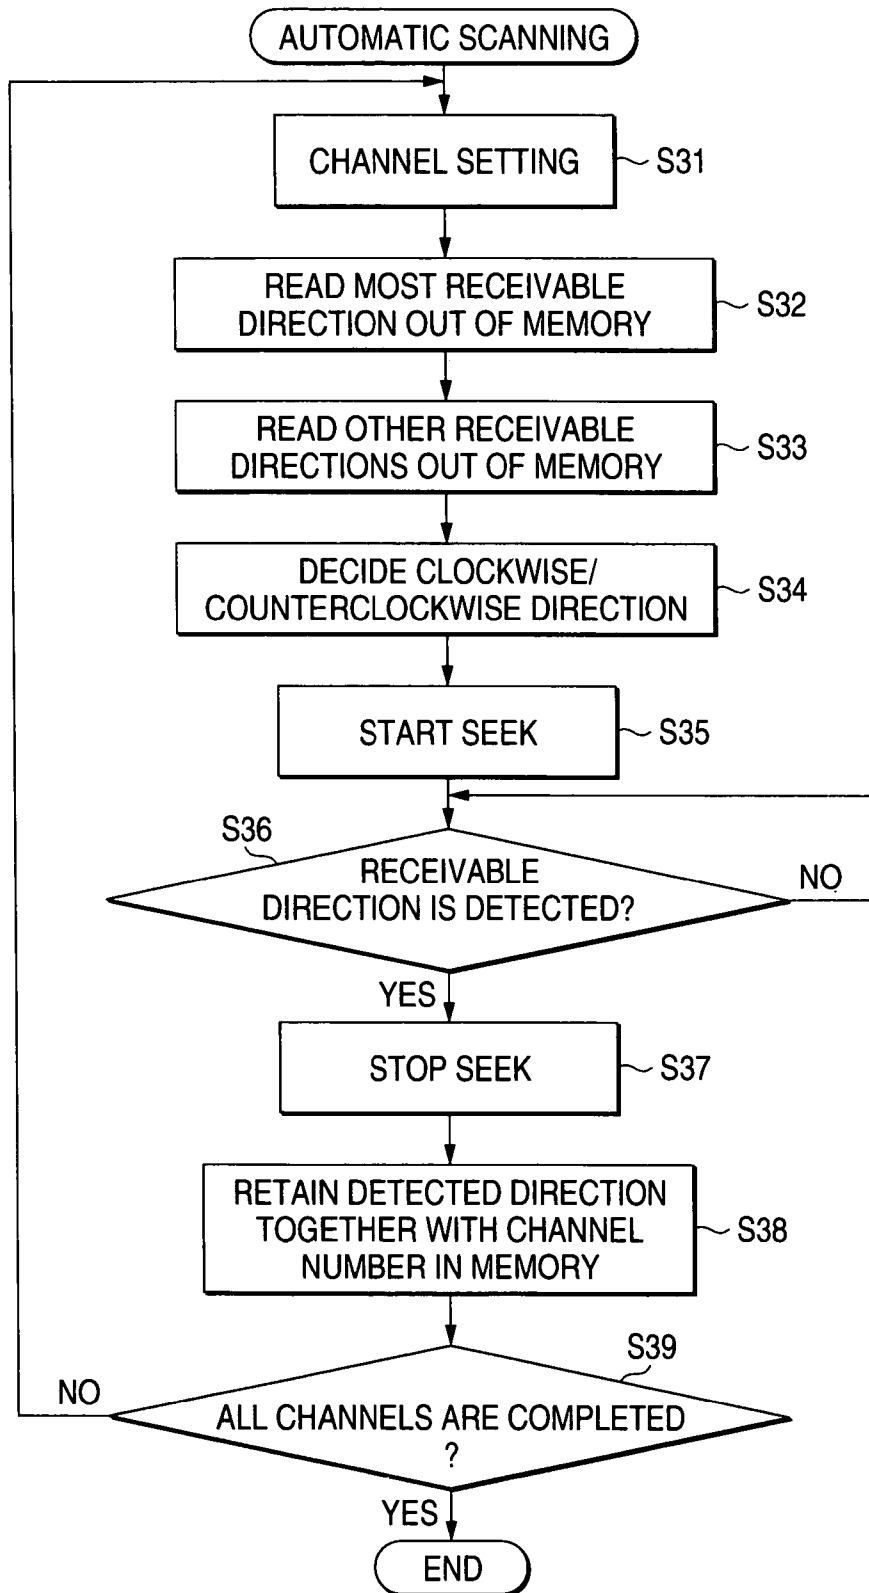 AUTOMATIC SCANNING
CHANNEL SETTING
S31
READ MOST RECEIVABLE
DIRECTION OUT OF MEMORY
S32
READ OTHER RECEIVABLE
DIRECTIONS OUT OF MEMORY
S33
DECIDE CLOCKWISE/
COUNTERCLOCKWISE DIRECTION
S34
START SEEK
S35
S36
RECEIVABLE
DIRECTION IS DETECTED?
NO
YES
STOP SEEK
S37
RETAIN DETECTED DIRECTION
TOGETHER WITH CHANNEL
NUMBER IN MEMORY
S38
S39
NO
ALL CHANNELS ARE COMPLETED
?
YES
END